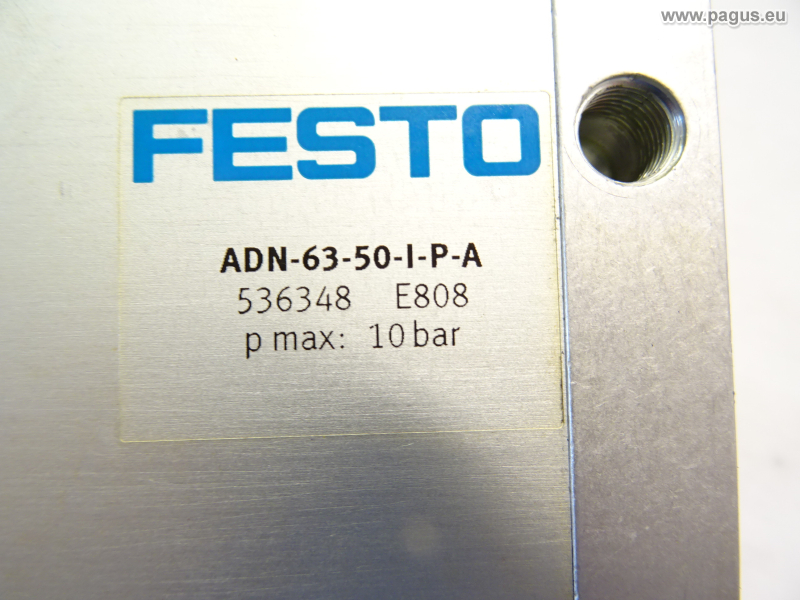 www.pagus.eu
FESTO
ADN-63-50-I-P-A
536348 E808
p max: 10 bar